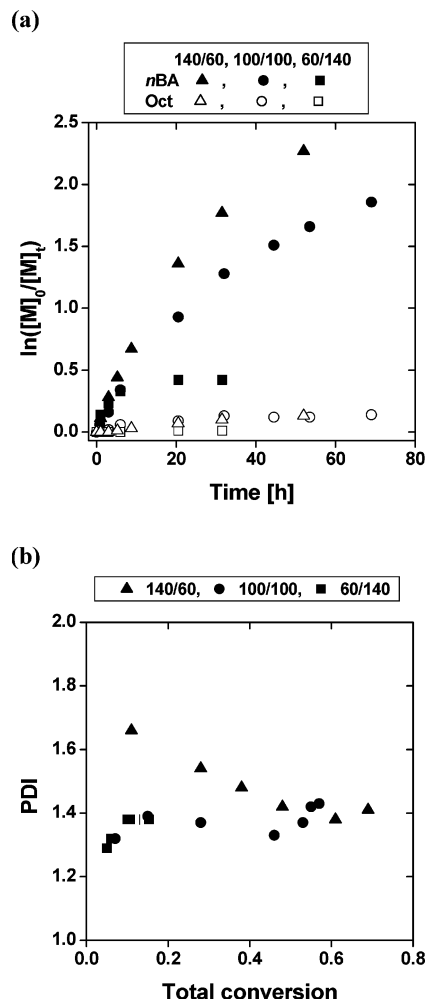 (a)
140/60, 100/100, 60/140
nBA ▲ , ● , ■
Oct △ , ○ , □
2.5
2.0
1.5
1.0
0.5
0.0
ln([M]0/[M]t)
0 20 40 60 80
Time [h]
(b)
▲ 140/60, ● 100/100, ■ 60/140
2.0
1.8
1.6
1.4
1.2
1.0
PDI
0.0 0.2 0.4 0.6 0.8
Total conversion